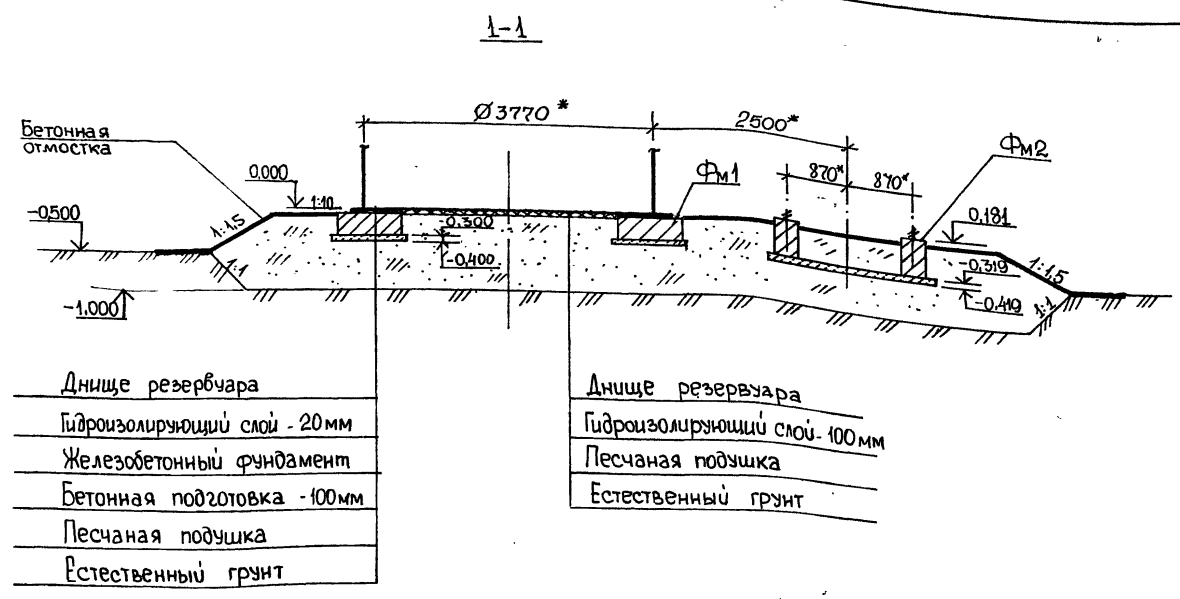 1-1
Ø3770*
2500*
Бетонная
отмостка
Фм2
Фм1
870*
870*
0.000
1:10
-0,500
1:1,5
0,181
-0.300
-0,400
1:1
-0,319
1:1,5
-1.000
-0,419
1:1
Днище резервуара
Гидроизолирующий слой - 20мм
Железобетонный фундамент
Бетонная подготовка -100мм
Песчаная подушка
Естественный грунт
Днище резервуара
Гидроизолирующий слой-100мм
Песчаная подушка
Естественный грунт